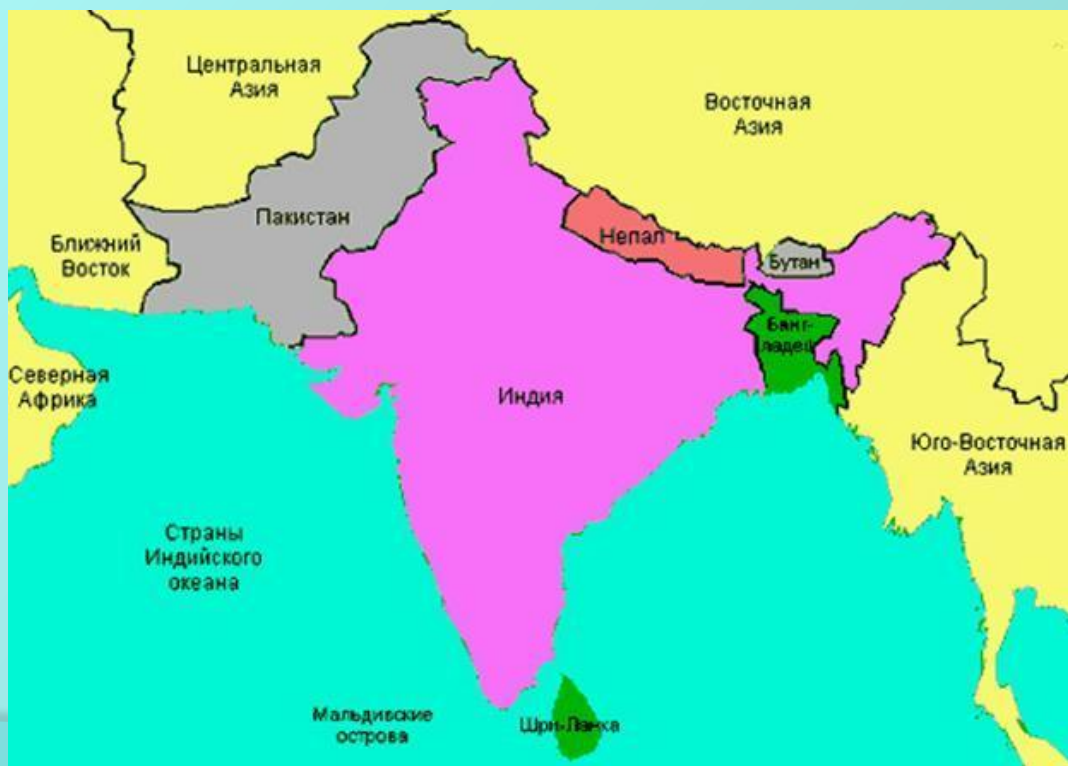 Центральная
Азия
Восточная
Азия
Пакистан
Ближний
Восток
Непал
Бутан
Банг-
ладеш
Северная
Африка
Индия
Юго-Восточная
Азия
Страны
Индийского
океана
Мальдивские
острова
Шри-Ланка